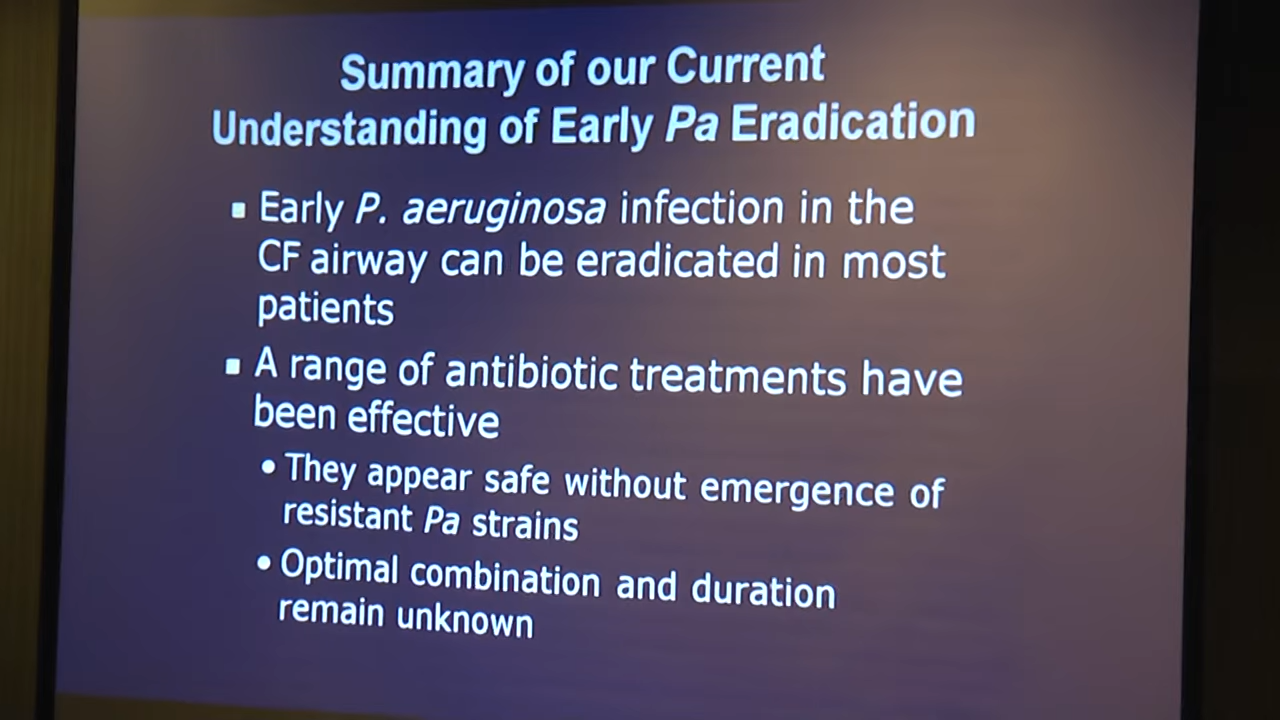 Summary of our Current
Understanding of Early Pa Eradication
▪ Early P. aeruginosa infection in the
CF airway can be eradicated in most
patients
▪ A range of antibiotic treatments have
been effective
• They appear safe without emergence of
resistant Pa strains
• Optimal combination and duration
remain unknown